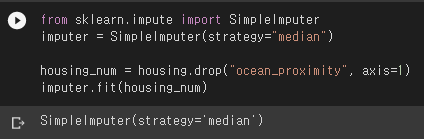 from sklearn.impute import SimpleImputer
imputer = SimpleImputer(strategy="median")
housing_num = housing.drop("ocean_proximity", axis=1)
imputer.fit(housing_num)
SimpleImputer(strategy='median')